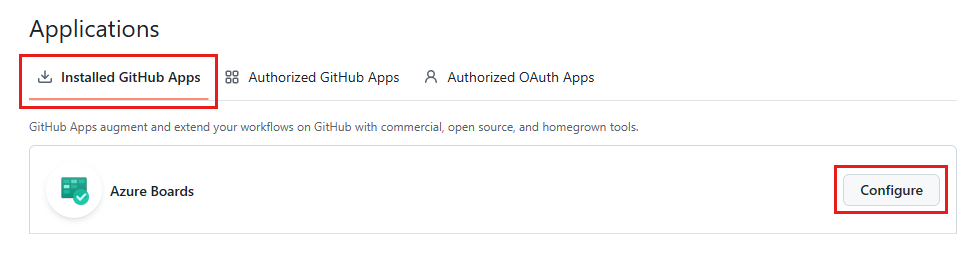 Applications
Installed GitHub Apps Authorized GitHub Apps Authorized OAuth Apps
GitHub Apps augment and extend your workflows on GitHub with commercial, open source, and homegrown tools.
Azure Boards Configure